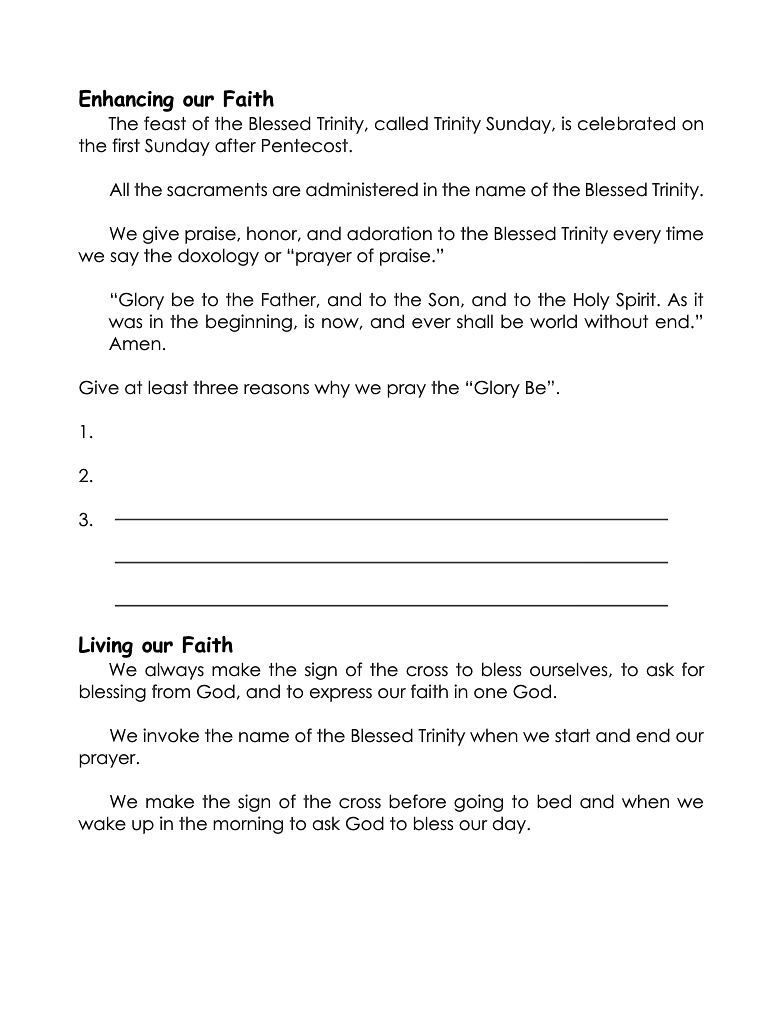 Enhancing our Faith
The feast of the Blessed Trinity, called Trinity Sunday, is celebrated on
the first Sunday after Pentecost.
All the sacraments are administered in the name of the Blessed Trinity.
We give praise, honor, and adoration to the Blessed Trinity every time
we say the doxology or “prayer of praise.”
“Glory be to the Father, and to the Son, and to the Holy Spirit. As it
was in the beginning, is now, and ever shall be world without end.”
Amen.
Give at least three reasons why we pray the “Glory Be”.
1.
2.
3.
Living our Faith
We always make the sign of the cross to bless ourselves, to ask for
blessing from God, and to express our faith in one God.
We invoke the name of the Blessed Trinity when we start and end our
prayer.
We make the sign of the cross before going to bed and when we
wake up in the morning to ask God to bless our day.